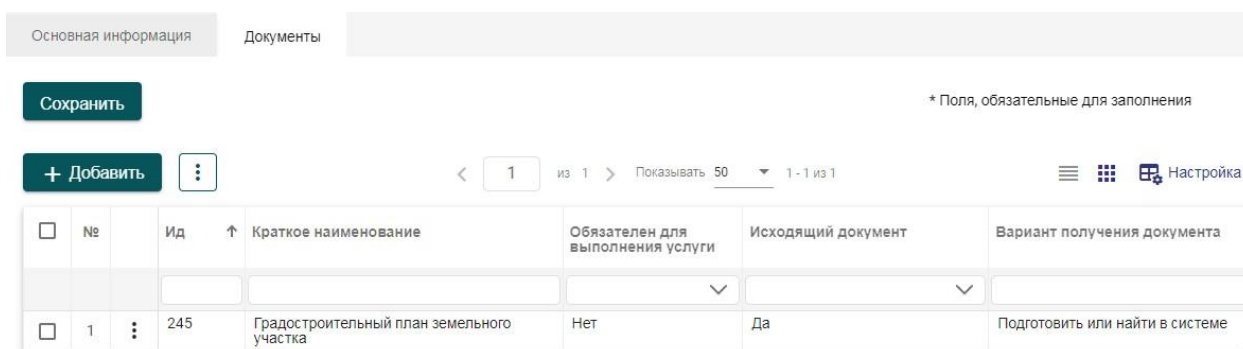 Основная информация Документы
Сохранить * Поля, обязательные для заполнения
+ Добавить 1 из 1 Показывать 50 1 - 1 из 1 Настройка
№ Ид Краткое наименование Обязателен для выполнения услуги Исходящий документ Вариант получения документа
1 245 Градостроительный план земельного участка Нет Да Подготовить или найти в системе